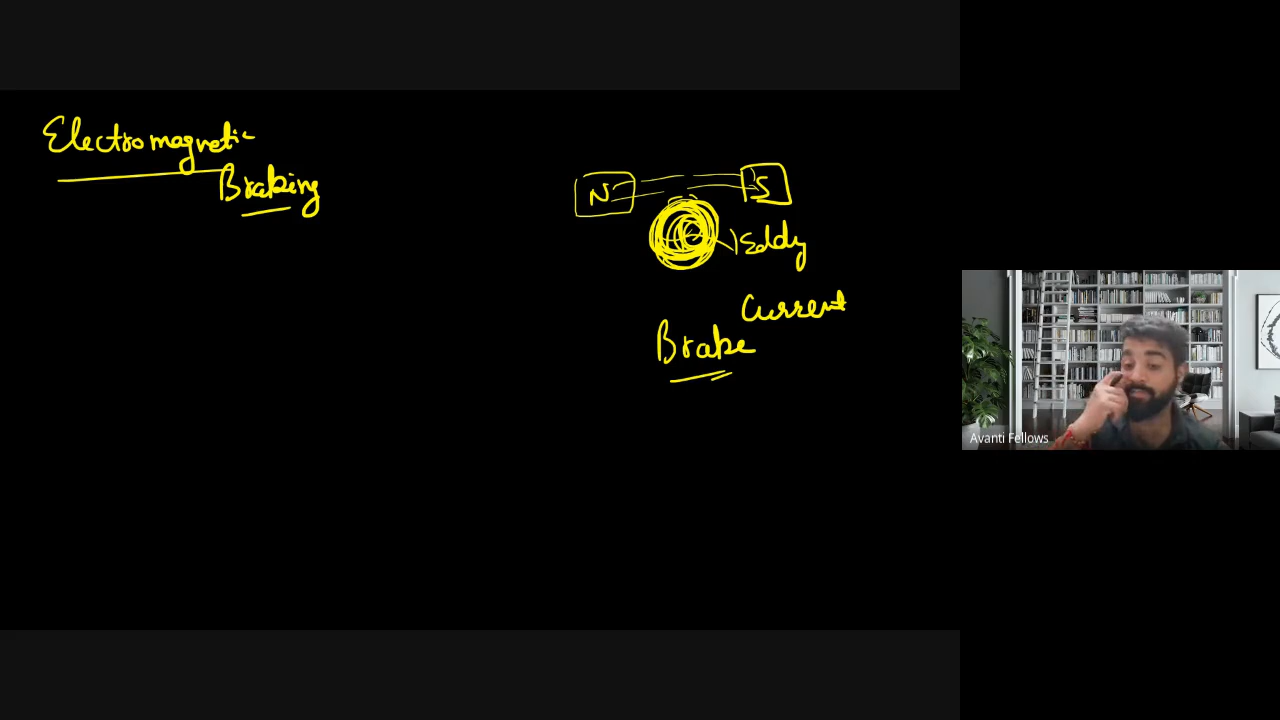 Electromagnetic
Braking
N
S
Eddy
Current
Brake
Avanti Fellows